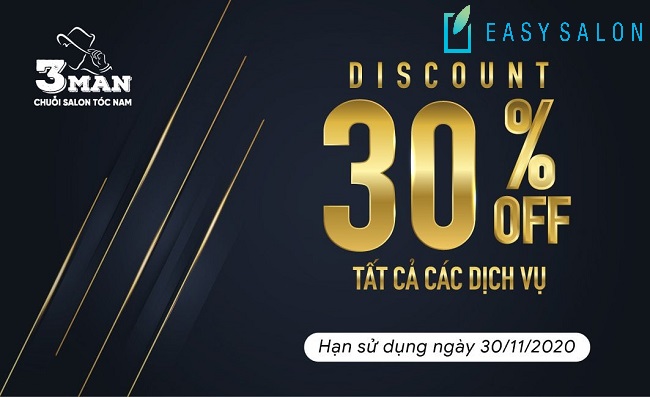 3MAN
CHUỖI SALON TÓC NAM
EASY SALON
DISCOUNT
30% OFF
TẤT CẢ CÁC DỊCH VỤ
Hạn sử dụng ngày 30/11/2020